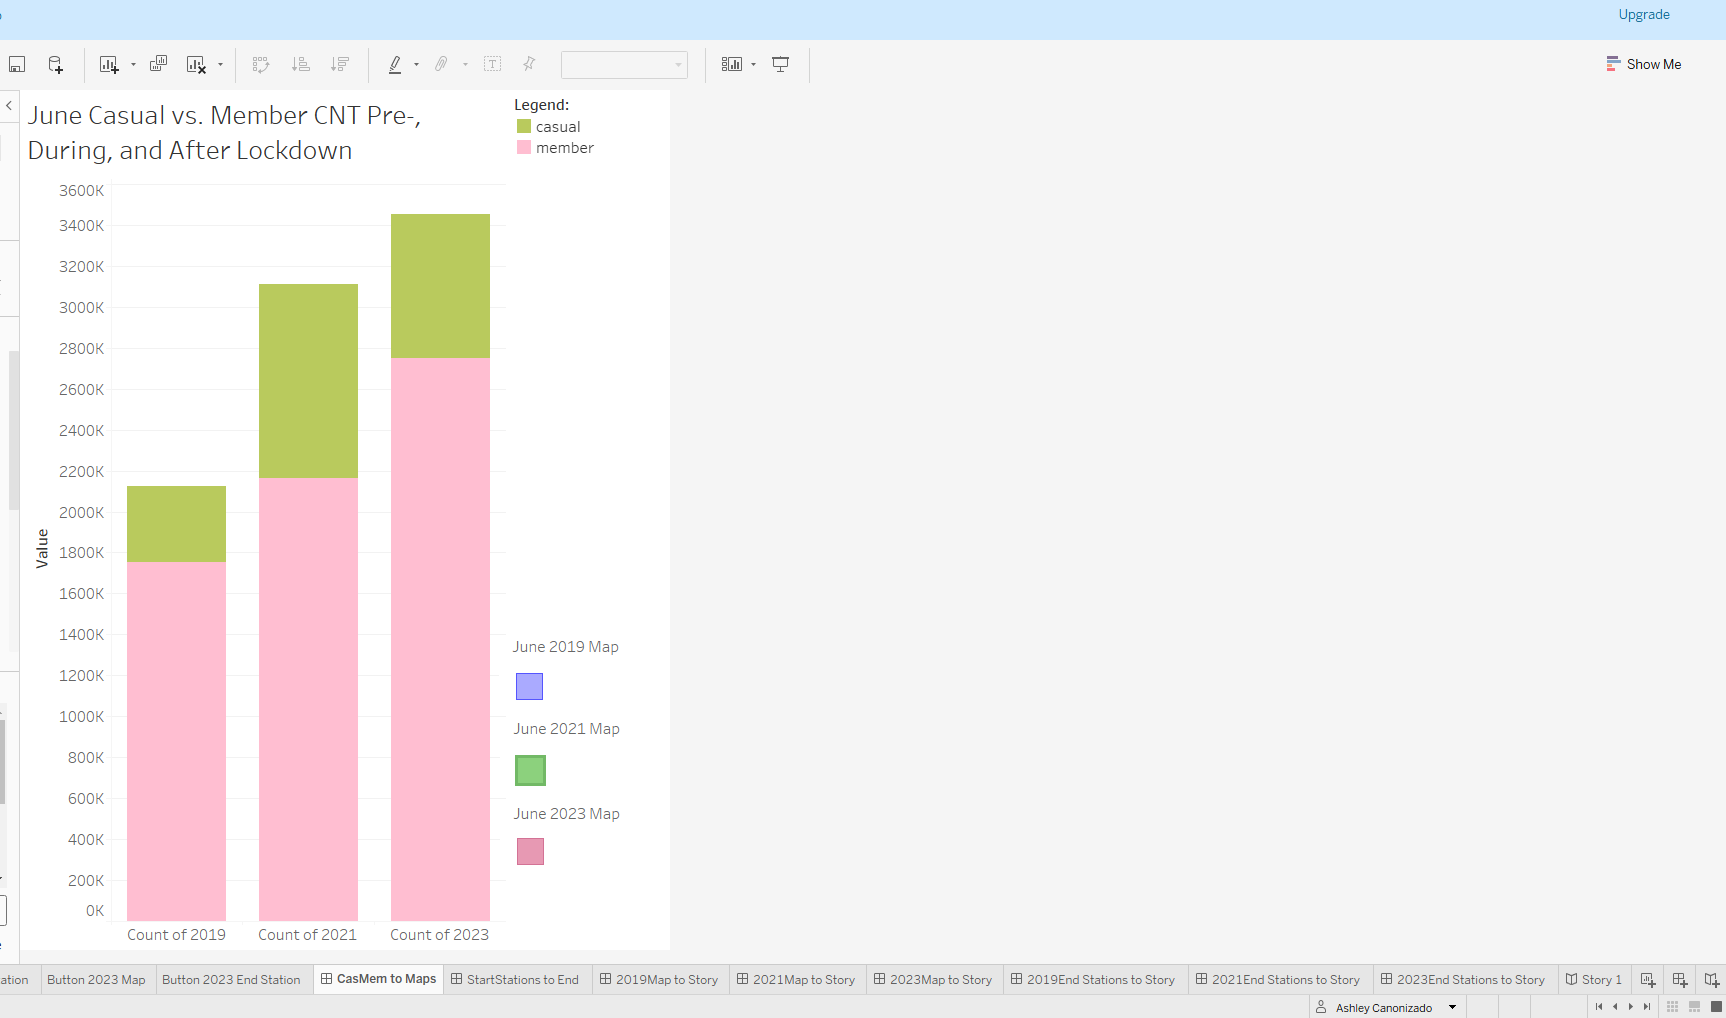 Upgrade
Show Me
June Casual vs. Member CNT Pre-,
During, and After Lockdown
Legend:
casual
member
3600K
3400K
3200K
3000K
2800K
2600K
2400K
2200K
2000K
1800K
1600K
1400K
1200K
1000K
800K
600K
400K
200K
0K
Value
Count of 2019
Count of 2021
Count of 2023
June 2019 Map
June 2021 Map
June 2023 Map
ation
Button 2023 Map
Button 2023 End Station
CasMem to Maps
StartStations to End
2019Map to Story
2021Map to Story
2023Map to Story
2019End Stations to Story
2021End Stations to Story
2023End Stations to Story
Story 1
Ashley Canonizado